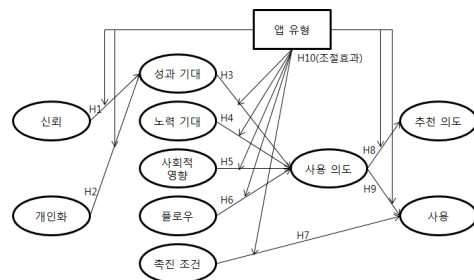 앱 유형
H10(조절효과)
성과 기대
H3
H1
신뢰
노력 기대
H4
추천 의도
H8
사회적
영향
H5
사용 의도
H2
H9
H6
개인화
플로우
사용
H7
촉진 조건